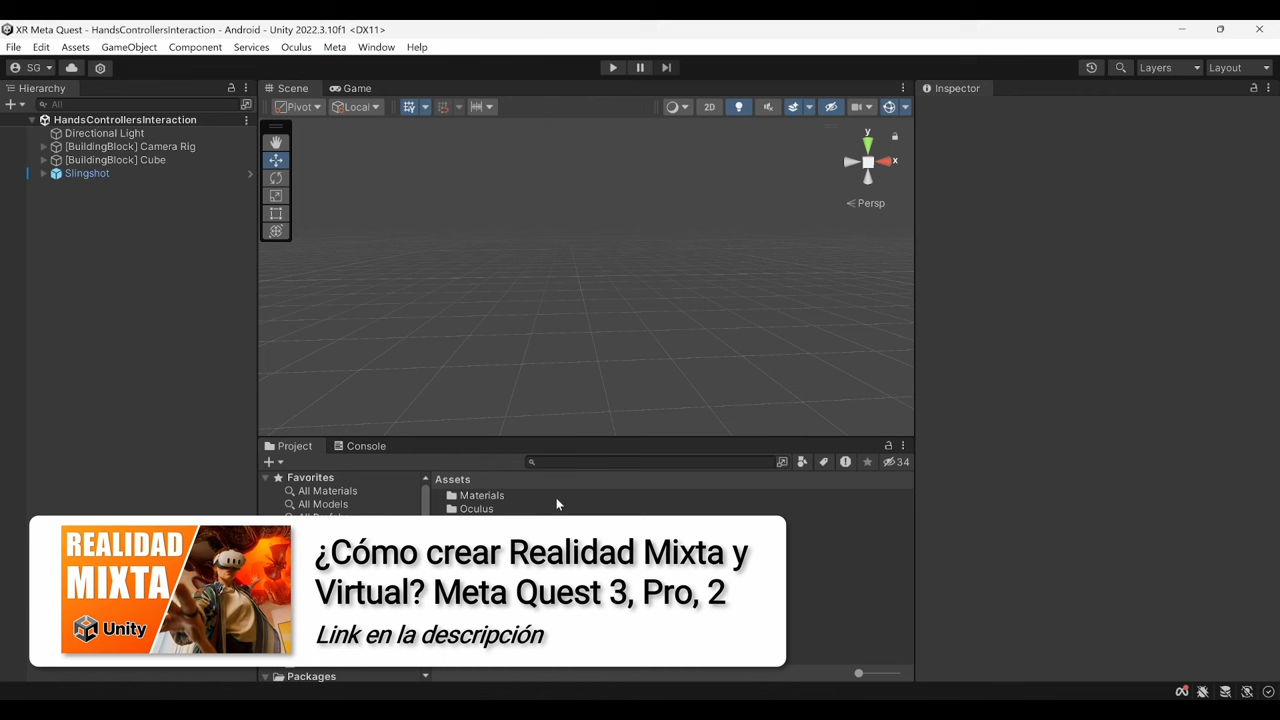 XR Meta Quest - HandsControllersInteraction - Android - Unity 2022.3.10f1 <DX11>
File Edit Assets GameObject Component Services Oculus Meta Window Help
SG
Layers
Layout
Hierarchy
All
HandsControllersInteraction
Directional Light
[BuildingBlock] Camera Rig
[BuildingBlock] Cube
Slingshot
Scene
Game
Pivot
Local
2D
y
x
Persp
Inspector
Project
Console
34
Favorites
All Materials
All Models
Assets
Materials
Oculus
REALIDAD
MIXTA
Unity
¿Cómo crear Realidad Mixta y
Virtual? Meta Quest 3, Pro, 2
Link en la descripción
Packages